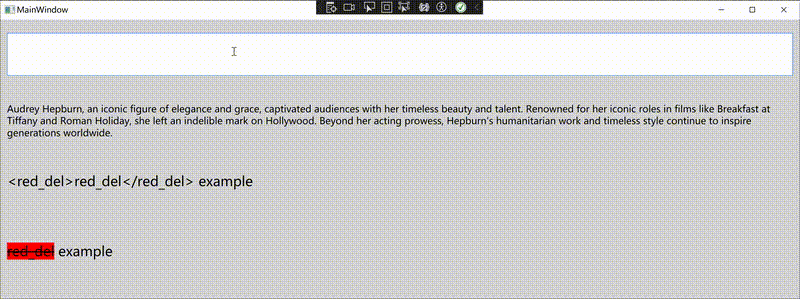 MainWindow
Audrey Hepburn, an iconic figure of elegance and grace, captivated audiences with her timeless beauty and talent. Renowned for her iconic roles in films like Breakfast at
Tiffany and Roman Holiday, she left an indelible mark on Hollywood. Beyond her acting prowess, Hepburn's humanitarian work and timeless style continue to inspire
generations worldwide.
<red_del>red_del</red_del> example
red_del example